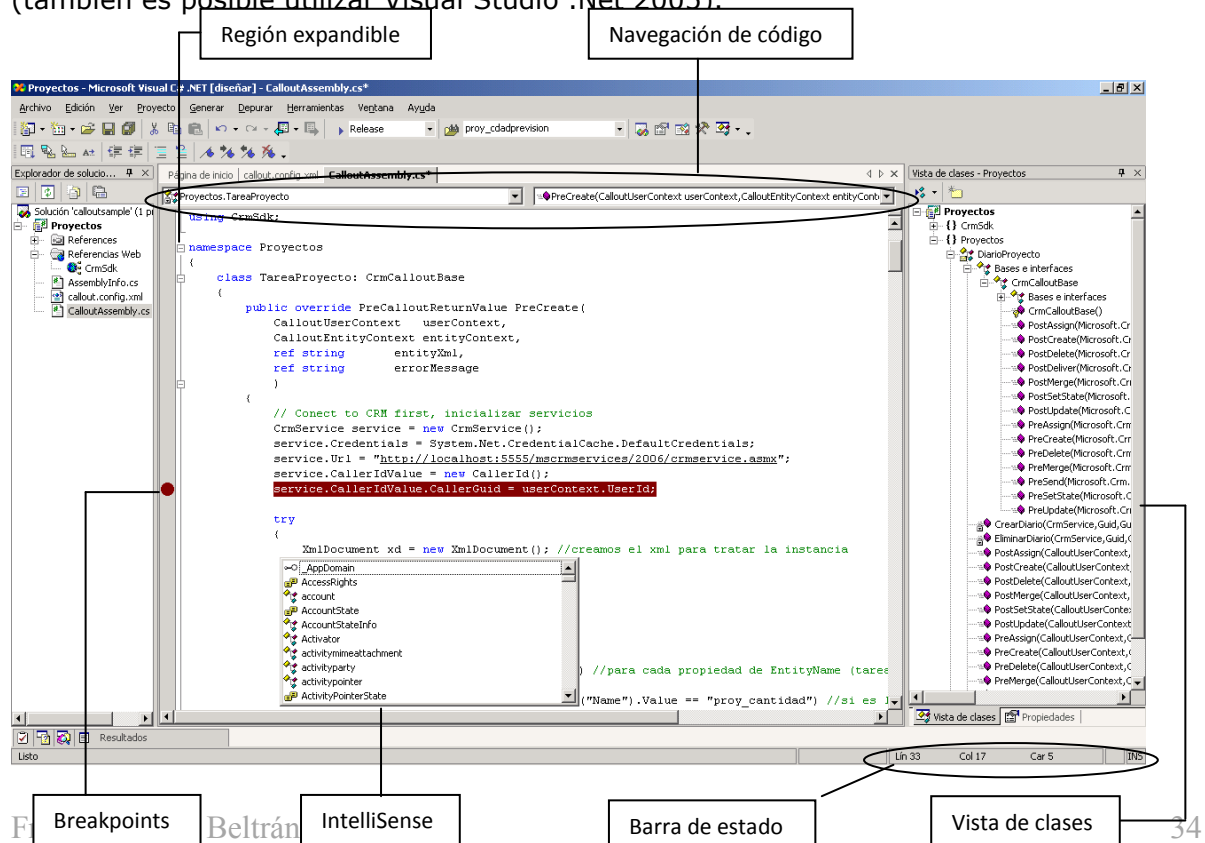 (también es posible utilizar Visual Studio .Net 2005).
Región expandible
Navegación de código
Proyectos - Microsoft Visual C# .NET [diseñar] - CalloutAssembly.cs*
Archivo Edición Ver Proyecto Generar Depurar Herramientas Ventana Ayuda
Release proy_cdadprevision
Explorador de solucio...
Página de inicio callout.config.xml CalloutAssembly.cs*
Vista de clases - Proyectos
Proyectos.TareaProyecto
PreCreate(CalloutUserContext userContext,CalloutEntityContext entityCont
Solución 'calloutsample' (1 pr
Proyectos
References
Referencias Web
CrmSdk
AssemblyInfo.cs
callout.config.xml
CalloutAssembly.cs
using CrmSdk;
namespace Proyectos
{
class TareaProyecto: CrmCalloutBase
{
public override PreCalloutReturnValue PreCreate(
CalloutUserContext userContext,
CalloutEntityContext entityContext,
ref string entityXml,
ref string errorMessage
)
{
// Conect to CRM first, inicializar servicios
CrmService service = new CrmService();
service.Credentials = System.Net.CredentialCache.DefaultCredentials;
service.Url = "http://localhost:5555/mscrmservices/2006/crmservice.asmx";
service.CallerIdValue = new CallerId();
service.CallerIdValue.CallerGuid = userContext.UserId;
try
{
XmlDocument xd = new XmlDocument(); //creamos el xml para tratar la instancia
_AppDomain
AccessRights
account
AccountState
AccountStateInfo
Activator
activitymimeattachment
activityparty
activitypointer
ActivityPointerState
) //para cada propiedad de EntityName (tarea
("Name").Value == "proy_cantidad") //si es
Proyectos
{} CrmSdk
{} Proyectos
DiarioProyecto
Bases e interfaces
CrmCalloutBase
Bases e interfaces
CrmCalloutBase()
PostAssign(Microsoft.Cr
PostCreate(Microsoft.Cr
PostDelete(Microsoft.Cr
PostDeliver(Microsoft.Cr
PostMerge(Microsoft.Crr
PostSetState(Microsoft.
PostUpdate(Microsoft.C
PreAssign(Microsoft.Crm
PreCreate(Microsoft.Crm
PreDelete(Microsoft.Crm
PreMerge(Microsoft.Crm
PreSend(Microsoft.Crm.
PreSetState(Microsoft.C
PreUpdate(Microsoft.Crr
CrearDiario(CrmService,Guid,Gu
EliminarDiario(CrmService,Guid,C
PostAssign(CalloutUserContext,
PostCreate(CalloutUserContext,
PostDelete(CalloutUserContext,
PostMerge(CalloutUserContext,
PostSetState(CalloutUserContex
PostUpdate(CalloutUserContext
PreAssign(CalloutUserContext,C
PreCreate(CalloutUserContext,C
PreDelete(CalloutUserContext,C
PreMerge(CalloutUserContext,C
Vista de clases Propiedades
Resultados
Listo
Lín 33 Col 17 Car 5 INS
Breakpoints
Beltrán
IntelliSense
Barra de estado
Vista de clases
34